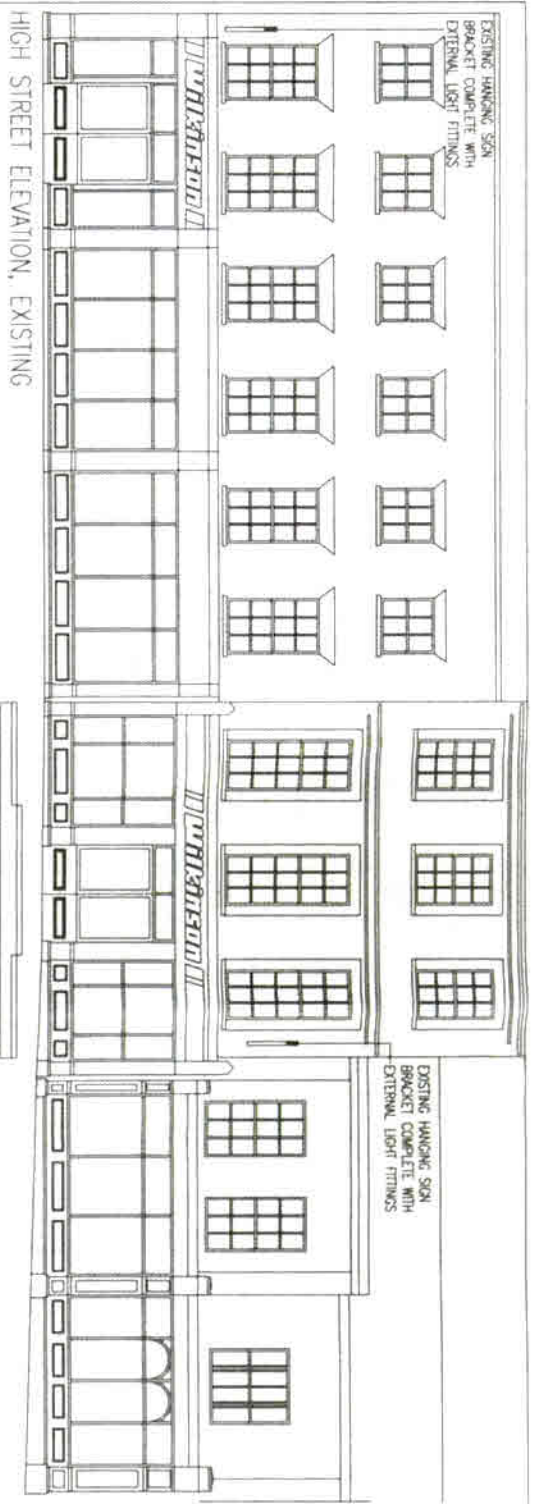 EXISTING HANGING SIGN
BRACKET COMPLETE WITH
EXTERNAL LIGHT FITTINGS
EXISTING HANGING SIGN
BRACKET COMPLETE WITH
EXTERNAL LIGHT FITTINGS
WILKINSON
WILKINSON
HIGH STREET ELEVATION, EXISTING